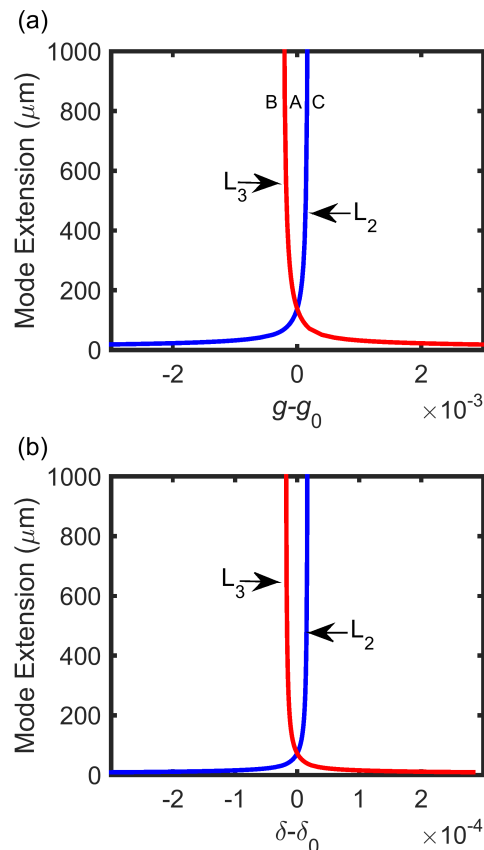 (a)
1000
800
600
400
200
0
Mode Extension (μm)
B A C
L3
L2
-2 0 2
g-g0
×10-3
(b)
1000
800
600
400
200
0
Mode Extension (μm)
L3
L2
-2 -1 0 1 2
δ-δ0
×10-4